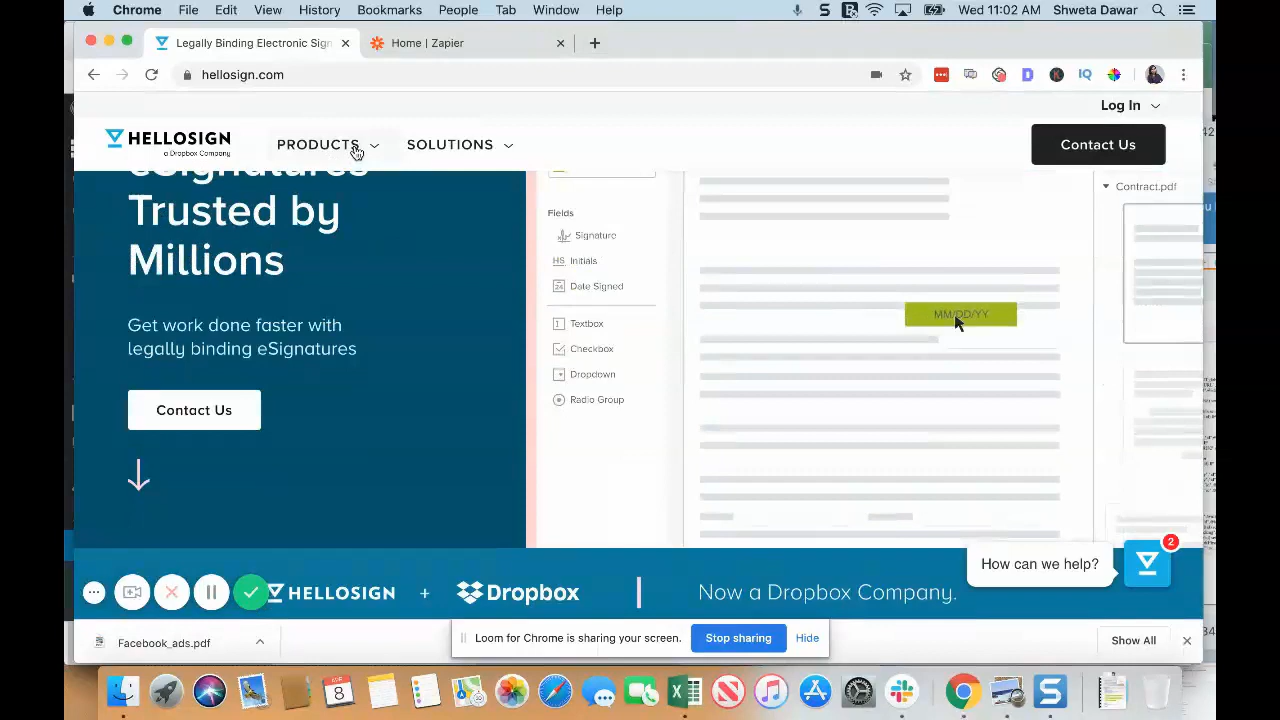 Chrome File Edit View History Bookmarks People Tab Window Help Wed 11:02 AM Shweta Dawar
Legally Binding Electronic Sign Home | Zapier
hellosign.com
Log In
HELLOSIGN
a Dropbox Company
PRODUCTS SOLUTIONS Contact Us
eSignatures
Trusted by
Millions
Get work done faster with
legally binding eSignatures
Contact Us
Fields
Signature
HS Initials
Date Signed
Textbox
Checkbox
Dropdown
Radio Group
MM/DD/YY
Contract.pdf
How can we help?
2
HELLOSIGN + Dropbox | Now a Dropbox Company.
Facebook_ads.pdf
Loom for Chrome is sharing your screen. Stop sharing Hide
Show All